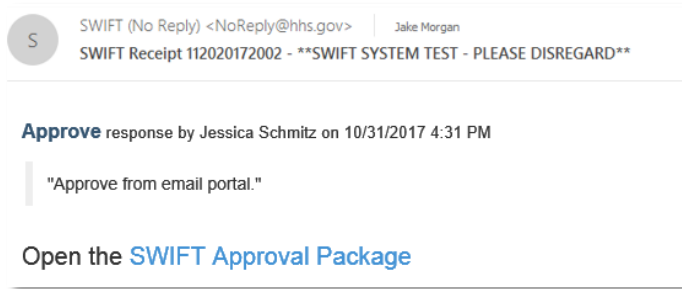 S
SWIFT (No Reply) <NoReply@hhs.gov> Jake Morgan
SWIFT Receipt 112020172002 - **SWIFT SYSTEM TEST - PLEASE DISREGARD**
Approve response by Jessica Schmitz on 10/31/2017 4:31 PM
"Approve from email portal."
Open the SWIFT Approval Package